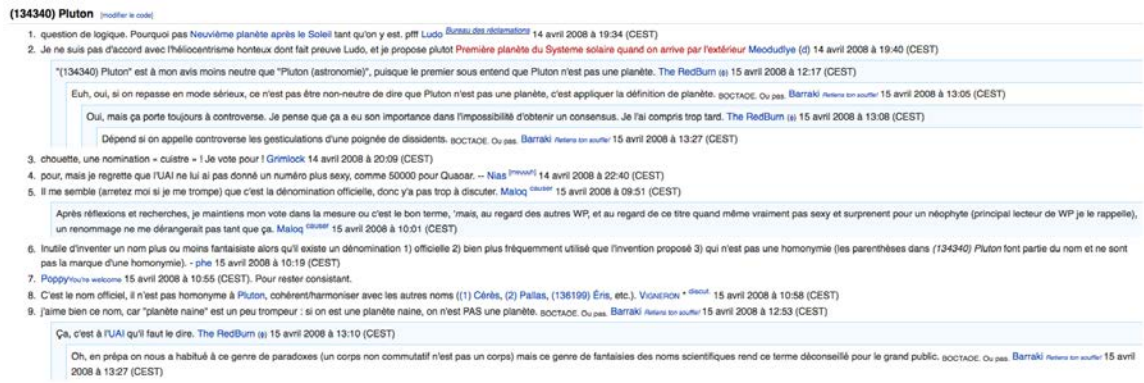 (134340) Pluton [modifier le code]
1. question de logique. Pourquoi pas Neuvième planète après le Soleil tant qu'on y est. pfff Ludo Bureau des réclamations 14 avril 2008 à 19:34 (CEST)
2. Je ne suis pas d'accord avec l'héliocentrisme honteux dont fait preuve Ludo, et je propose plutot Première planète du Systeme solaire quand on arrive par l'extérieur Meodudlye (d) 14 avril 2008 à 19:40 (CEST)
"(134340) Pluton" est à mon avis moins neutre que "Pluton (astronomie)", puisque le premier sous entend que Pluton n'est pas une planète. The RedBurn (ϕ) 15 avril 2008 à 12:17 (CEST)
Euh, oui, si on repasse en mode sérieux, ce n'est pas être non-neutre de dire que Pluton n'est pas une planète, c'est appliquer la définition de planète. BOCTAOE. Ou pas. Barraki Retiens ton souffle! 15 avril 2008 à 13:05 (CEST)
Oui, mais ça porte toujours à controverse. Je pense que ça a eu son importance dans l'impossibilité d'obtenir un consensus. Je l'ai compris trop tard. The RedBurn (ϕ) 15 avril 2008 à 13:08 (CEST)
Dépend si on appelle controverse les gesticulations d'une poignée de dissidents. BOCTAOE. Ou pas. Barraki Retiens ton souffle! 15 avril 2008 à 13:27 (CEST)
3. chouette, une nomination « cuistre » ! Je vote pour ! Grimlock 14 avril 2008 à 20:09 (CEST)
4. pour, mais je regrette que l'UAI ne lui ai pas donné un numéro plus sexy, comme 50000 pour Quaoar. -- Nias 14 avril 2008 à 22:40 (CEST)
5. Il me semble (arretez moi si je me trompe) que c'est la dénomination officielle, donc y'a pas trop à discuter. Maloq causer 15 avril 2008 à 09:51 (CEST)
Après réflexions et recherches, je maintiens mon vote dans la mesure ou c'est le bon terme, 'mais, au regard des autres WP, et au regard de ce titre quand même vraiment pas sexy et surprenent pour un néophyte (principal lecteur de WP je le rappelle),
un renommage ne me dérangerait pas tant que ça. Maloq causer 15 avril 2008 à 10:01 (CEST)
6. Inutile d'inventer un nom plus ou moins fantaisiste alors qu'il existe un dénomination 1) officielle 2) bien plus fréquemment utilisé que l'invention proposé 3) qui n'est pas une homonymie (les parenthèses dans (134340) Pluton font partie du nom et ne sont
pas la marque d'une homonymie). - phe 15 avril 2008 à 10:19 (CEST)
7. Poppy You're welcome 15 avril 2008 à 10:55 (CEST). Pour rester consistant.
8. C'est le nom officiel, il n'est pas homonyme à Pluton, cohérent/harmoniser avec les autres noms ((1) Cérès, (2) Pallas, (136199) Éris, etc.). VIGNERON * discut. 15 avril 2008 à 10:58 (CEST)
9. j'aime bien ce nom, car "planète naine" est un peu trompeur : si on est une planète naine, on n'est PAS une planète. BOCTAOE. Ou pas. Barraki Retiens ton souffle! 15 avril 2008 à 12:53 (CEST)
Ça, c'est à l'UAI qu'il faut le dire. The RedBurn (ϕ) 15 avril 2008 à 13:10 (CEST)
Oh, en prépa on nous a habitué à ce genre de paradoxes (un corps non commutatif n'est pas un corps) mais ce genre de fantaisies des noms scientifiques rend ce terme déconseillé pour le grand public. BOCTAOE. Ou pas. Barraki Retiens ton souffle! 15 avril
2008 à 13:27 (CEST)